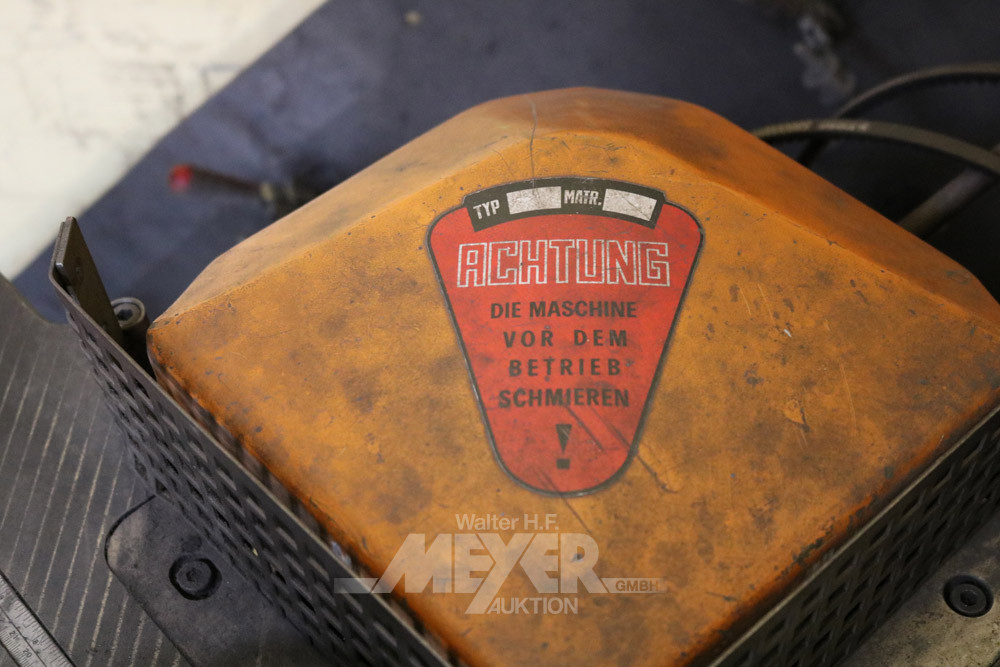 TYP MATR.
ACHTUNG
DIE MASCHINE
VOR DEM
BETRIEB
SCHMIEREN
!
Walter H.F.
MEYER GMBH
AUKTION